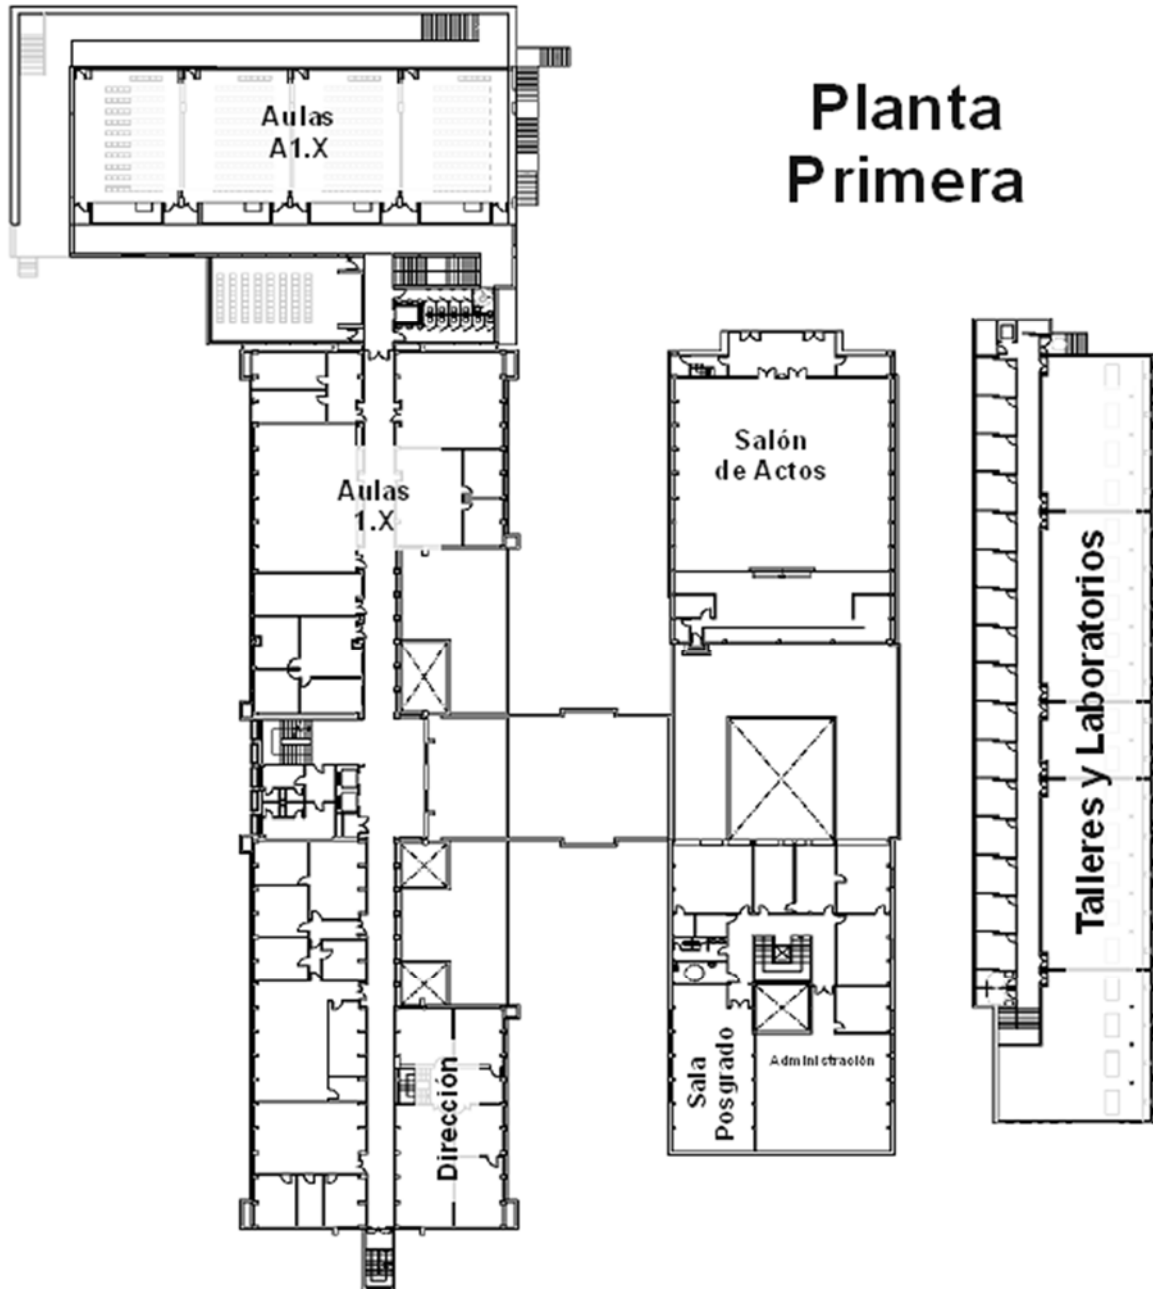 Planta
Primera
Aulas
A1.X
Aulas
1.X
Salón
de Actos
Talleres y Laboratorios
Dirección
Sala
Posgrado
Administración